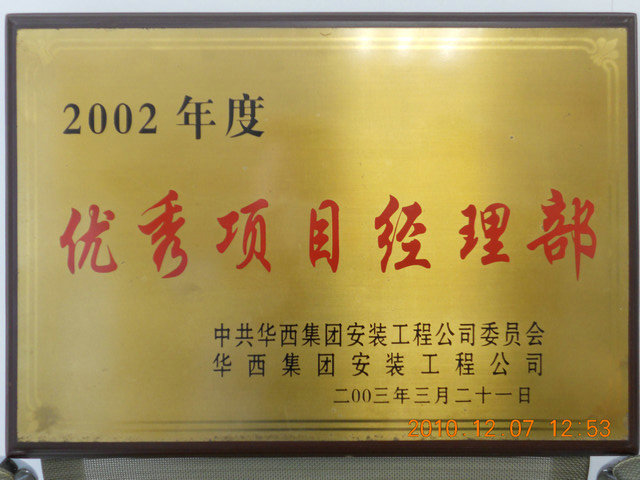 2002 年度
优秀项目经理部
中共华西集团安装工程公司委员会
华西集团安装工程公司
二00三年三月二十一日
2010.12.07 12:53